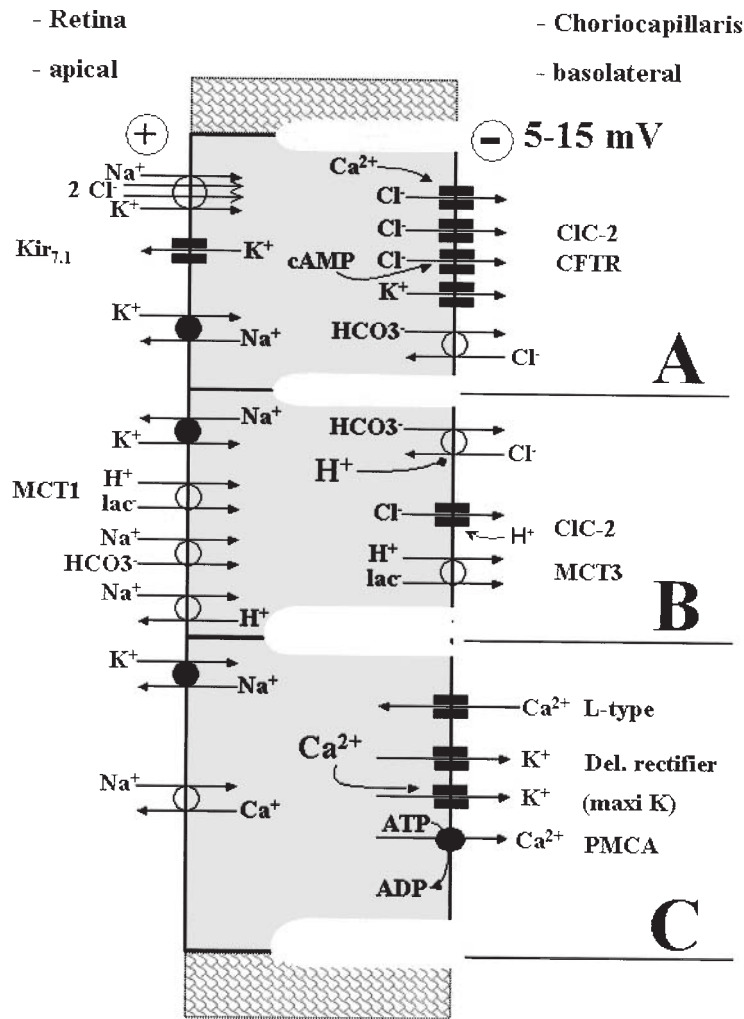 - Retina - Choriocapillaris
- apical - basolateral
+ - 5-15 mV
Na⁺ Ca²⁺
2 Cl⁻ Cl⁻
K⁺
Cl⁻ ClC-2
Kir₇.₁ K⁺ cAMP Cl⁻ CFTR
K⁺
K⁺
Na⁺ HCO3⁻
Cl⁻ A
Na⁺ HCO3⁻
K⁺
Cl⁻
H⁺
MCT1 H⁺
lac⁻ Cl⁻ H⁺ ClC-2
Na⁺ H⁺
HCO3⁻ lac⁻ MCT3
Na⁺
H⁺ B
K⁺
Na⁺
Ca²⁺ L-type
Ca²⁺ K⁺ Del. rectifier
Na⁺ K⁺ (maxi K)
Ca⁺
ATP Ca²⁺ PMCA
ADP
C